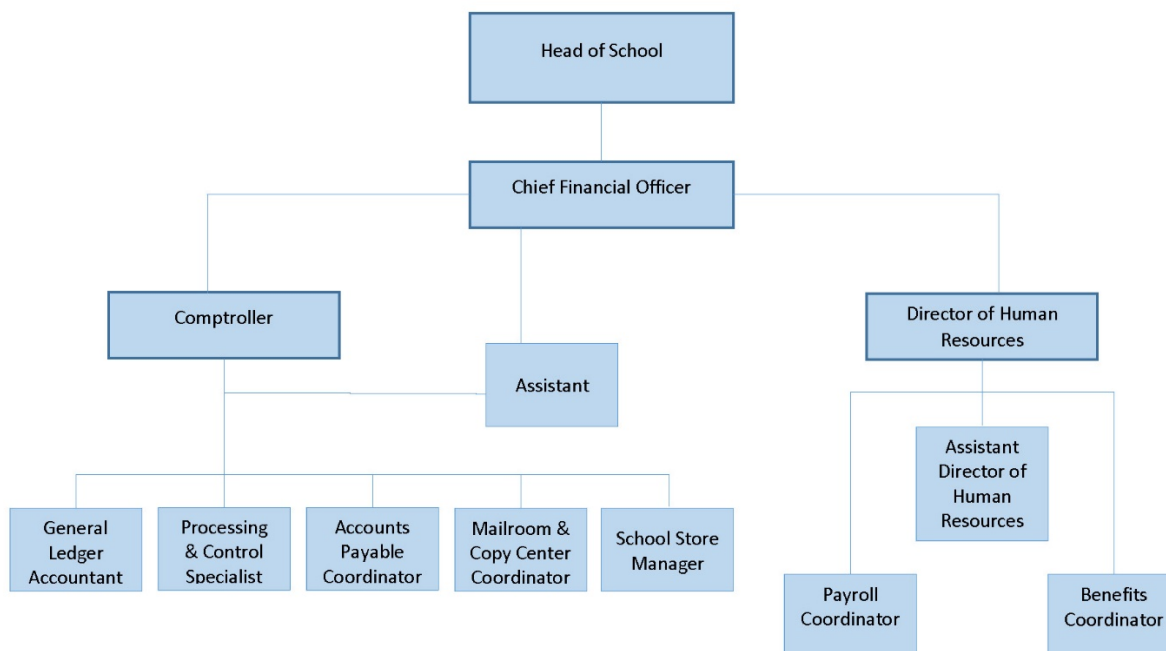 Head of School
Chief Financial Officer
Comptroller
Director of Human
Resources
Assistant
Assistant
Director of
Human
Resources
General
Ledger
Accountant
Processing
& Control
Specialist
Accounts
Payable
Coordinator
Mailroom &
Copy Center
Coordinator
School Store
Manager
Payroll
Coordinator
Benefits
Coordinator